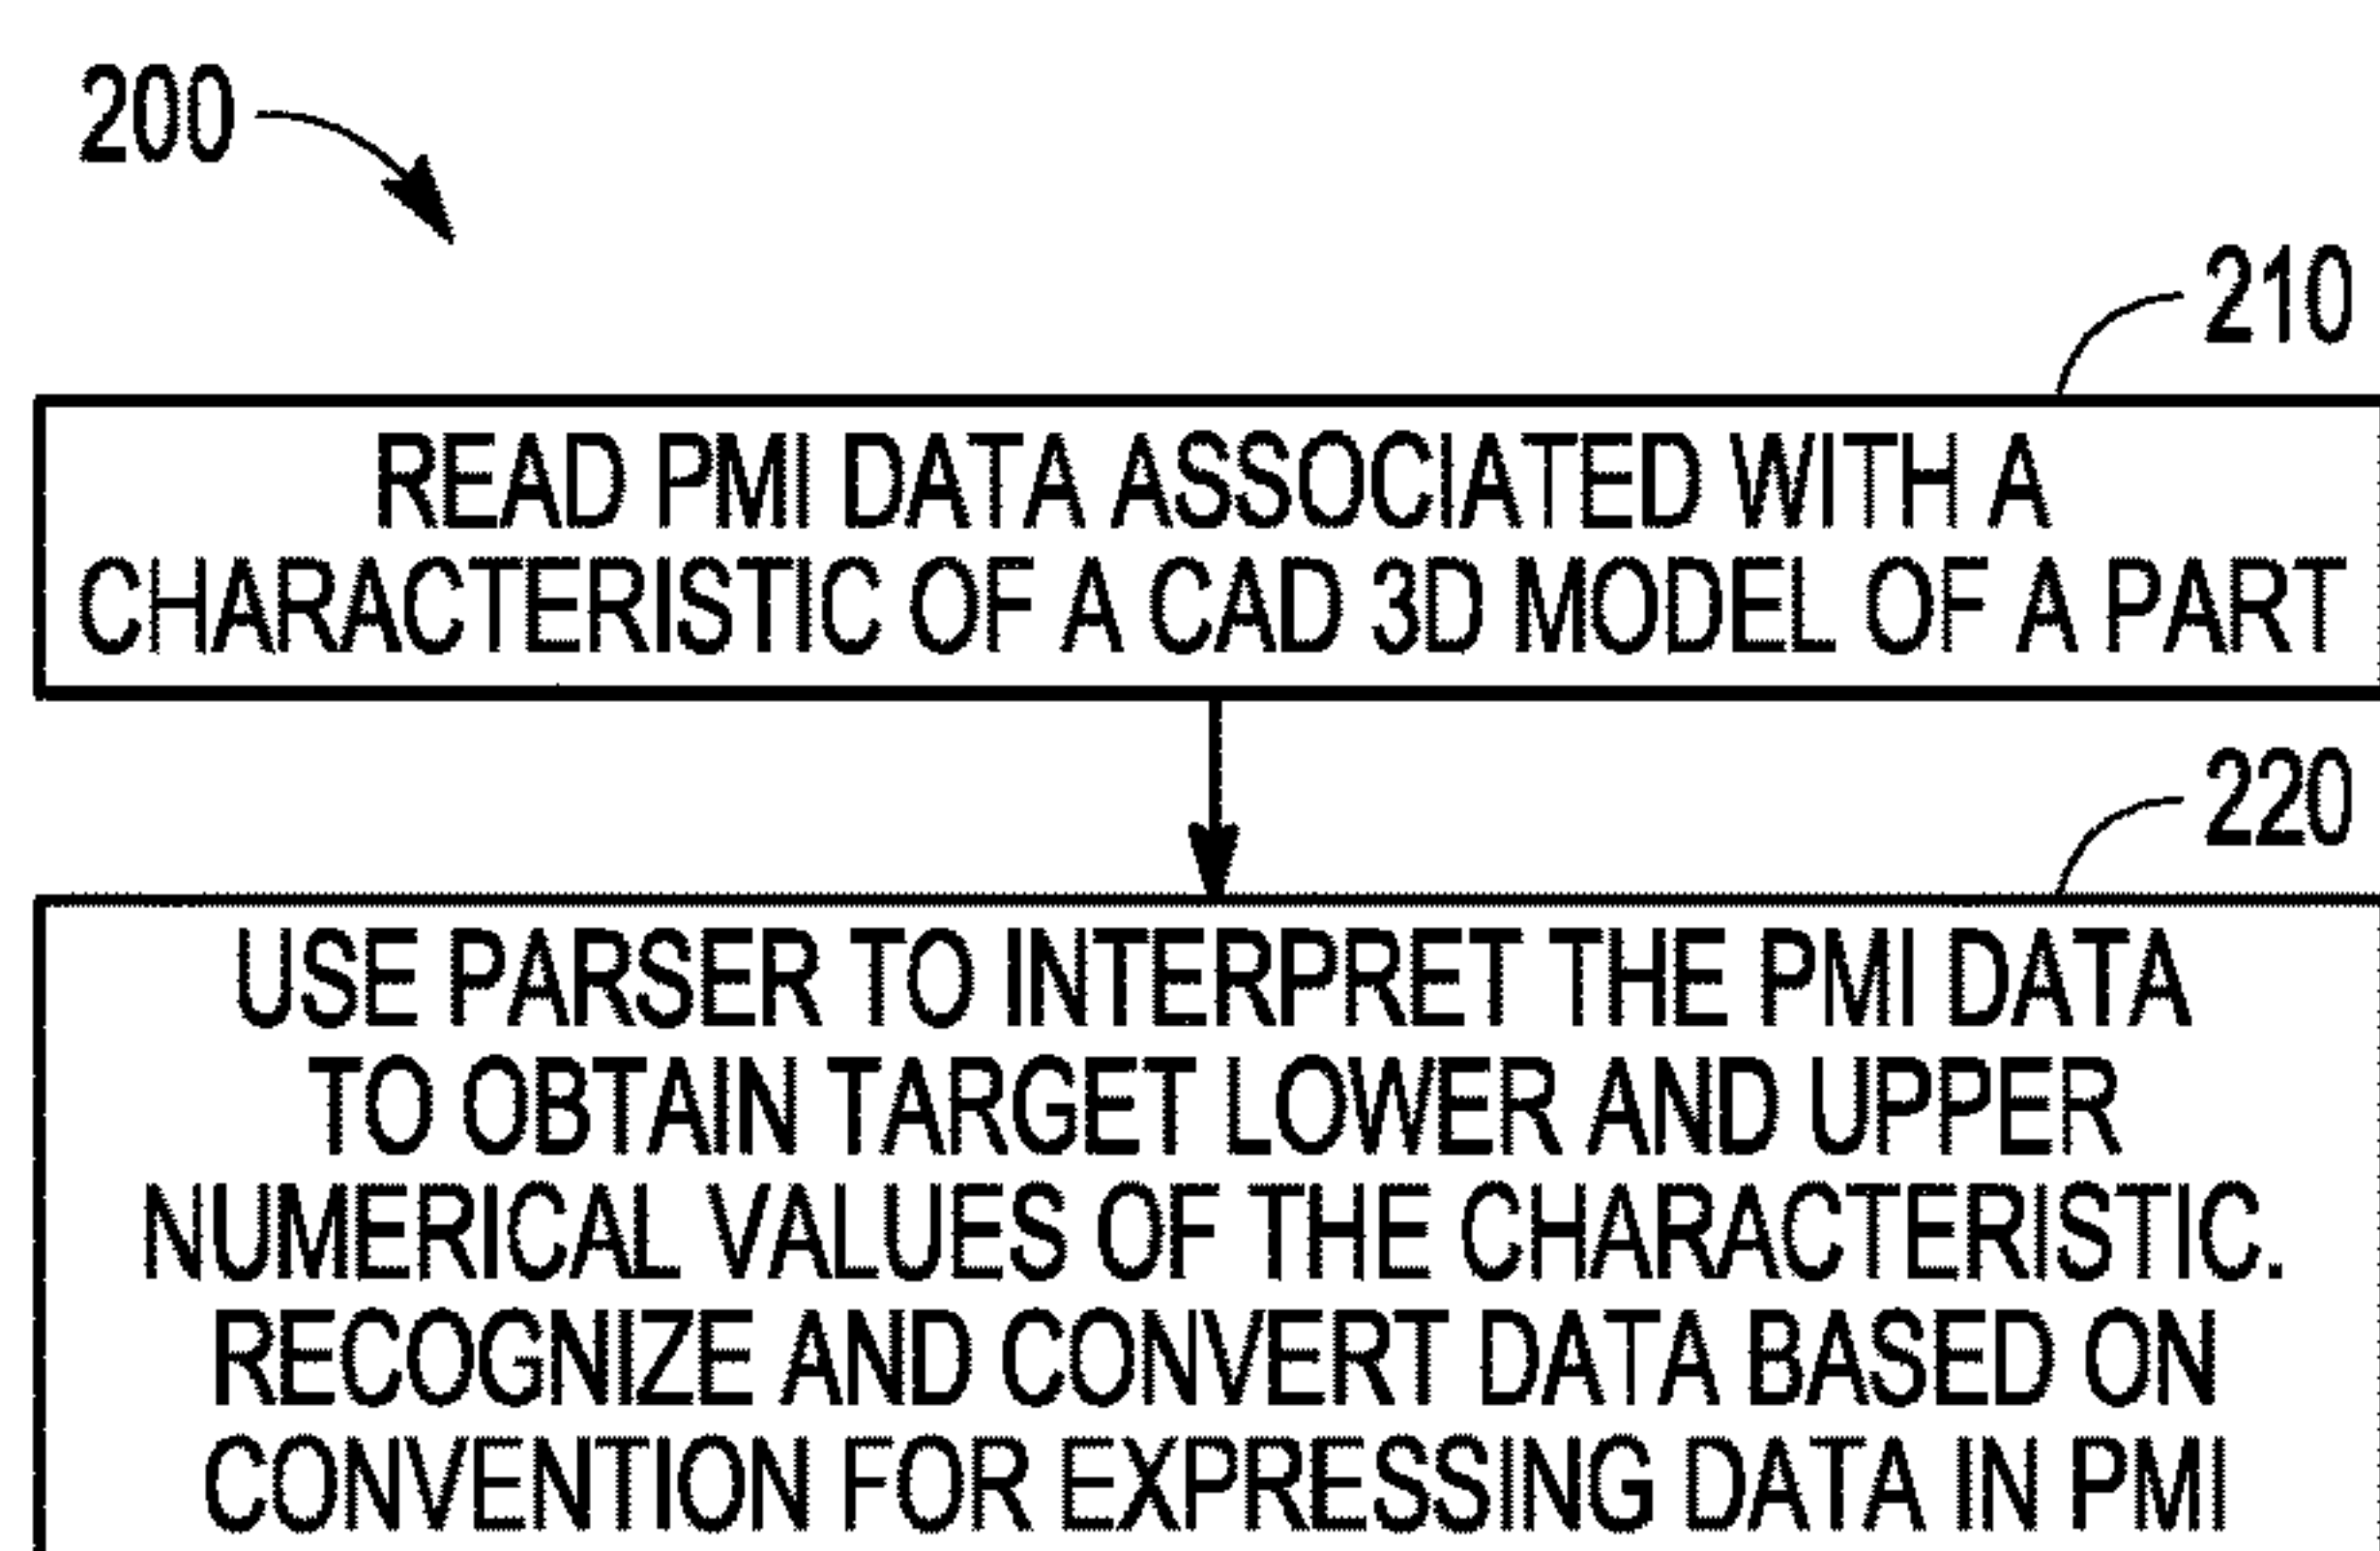 200
210
READ PMI DATA ASSOCIATED WITH A
CHARACTERISTIC OF A CAD 3D MODEL OF A PART
220
USE PARSER TO INTERPRET THE PMI DATA
TO OBTAIN TARGET LOWER AND UPPER
NUMERICAL VALUES OF THE CHARACTERISTIC.
RECOGNIZE AND CONVERT DATA BASED ON
CONVENTION FOR EXPRESSING DATA IN PMI